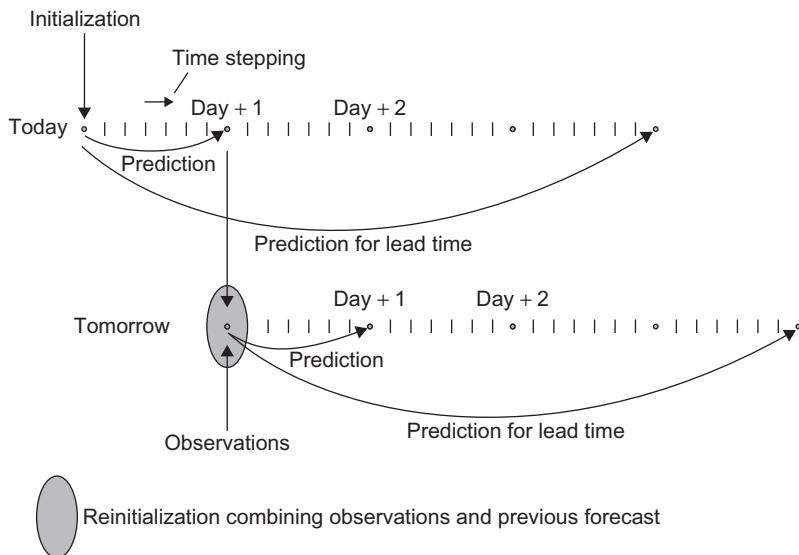 Initialization
Time stepping
Day + 1
Day + 2
Today
Prediction
Prediction for lead time
Day + 1
Day + 2
Tomorrow
Prediction
Prediction for lead time
Observations
Reinitialization combining observations and previous forecast